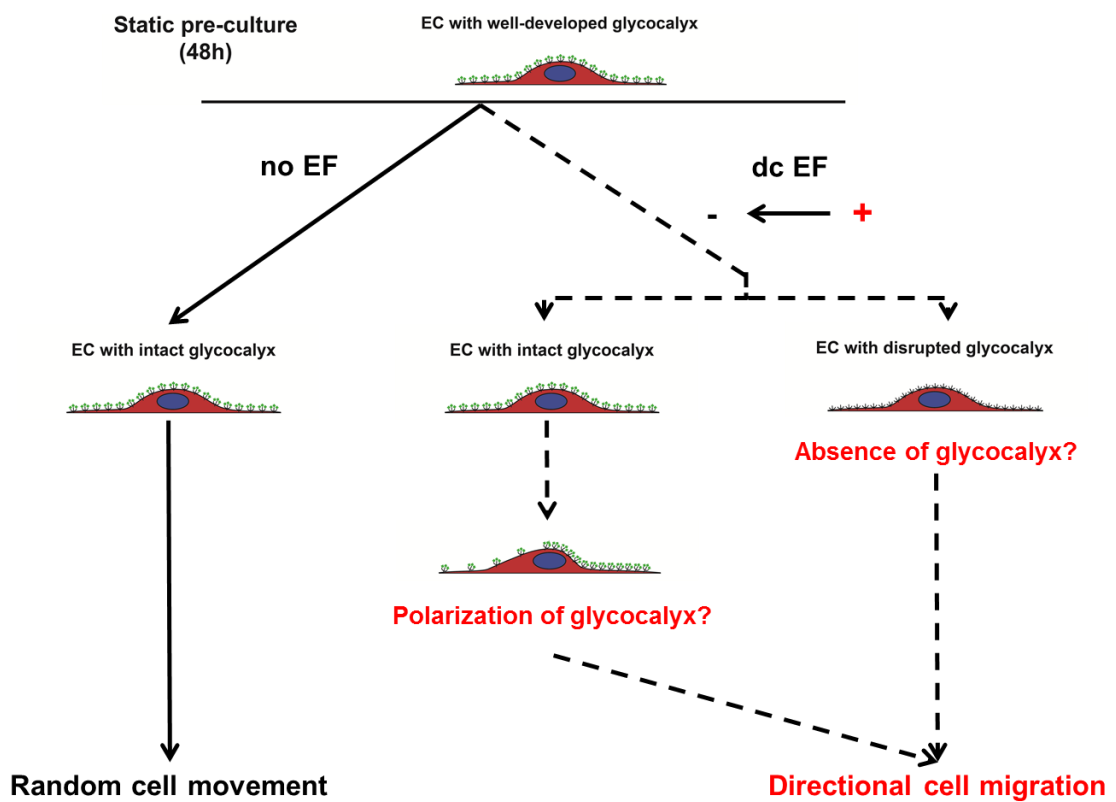 Static pre-culture
(48h)
EC with well-developed glycocalyx
no EF
dc EF
- +
EC with intact glycocalyx
EC with intact glycocalyx
EC with disrupted glycocalyx
Absence of glycocalyx?
Polarization of glycocalyx?
Random cell movement
Directional cell migration